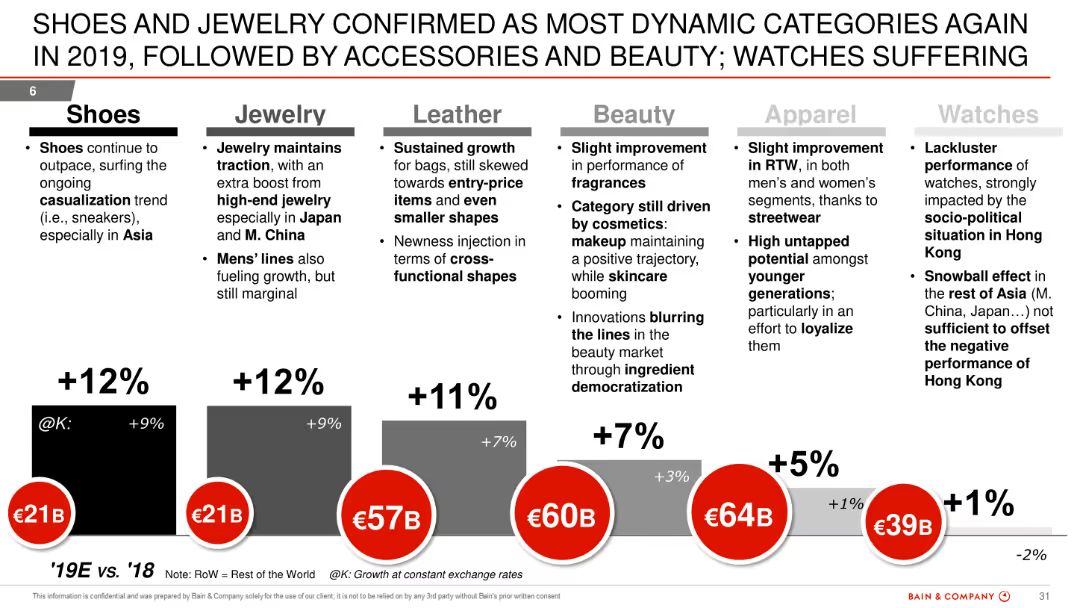 SHOES AND JEWELRY CONFIRMED AS MOST DYNAMIC CATEGORIES AGAIN
IN 2019, FOLLOWED BY ACCESSORIES AND BEAUTY; WATCHES SUFFERING
6
Shoes
• Shoes continue to
outpace, surfing the
ongoing
casualization trend
(i.e., sneakers),
especially in Asia
+12%
@K: +9%
€21B
Jewelry
• Jewelry maintains
traction, with an
extra boost from
high-end jewelry
especially in Japan
and M. China
• Mens' lines also
fueling growth, but
still marginal
+12%
+9%
€21B
Leather
• Sustained growth
for bags, still skewed
towards entry-price
items and even
smaller shapes
• Newness injection in
terms of cross-
functional shapes
+11%
+7%
€57B
Beauty
• Slight improvement
in performance of
fragrances
• Category still driven
by cosmetics:
makeup maintaining
a positive trajectory,
while skincare
booming
• Innovations blurring
the lines in the
beauty market
through ingredient
democratization
+7%
+3%
€60B
Apparel
• Slight improvement
in RTW, in both
men's and women's
segments, thanks to
streetwear
• High untapped
potential amongst
younger
generations;
particularly in an
effort to loyalize
them
+5%
+1%
€64B
Watches
• Lackluster
performance of
watches, strongly
impacted by the
socio-political
situation in Hong
Kong
• Snowball effect in
the rest of Asia (M.
China, Japan…) not
sufficient to offset
the negative
performance of
Hong Kong
+1%
-2%
€39B
'19E VS. '18 Note: RoW = Rest of the World @K: Growth at constant exchange rates
This information is confidential and was prepared by Bain & Company solely for the use of our client; it is not to be relied on by any 3rd party without Bain's prior written consent
BAIN & COMPANY
31